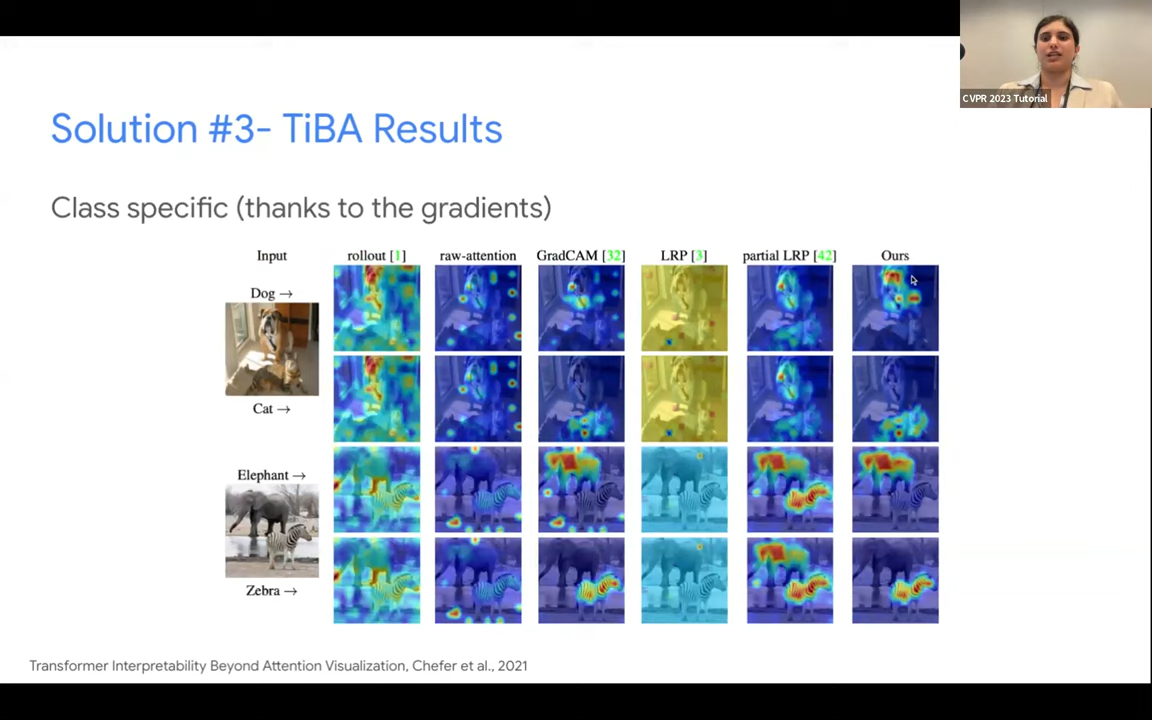 CVPR 2023 Tutorial
Solution #3- TiBA Results
Class specific (thanks to the gradients)
Input rollout [1] raw-attention GradCAM [32] LRP [3] partial LRP [42] Ours
Dog →
Cat →
Elephant →
Zebra →
Transformer Interpretability Beyond Attention Visualization, Chefer et al., 2021